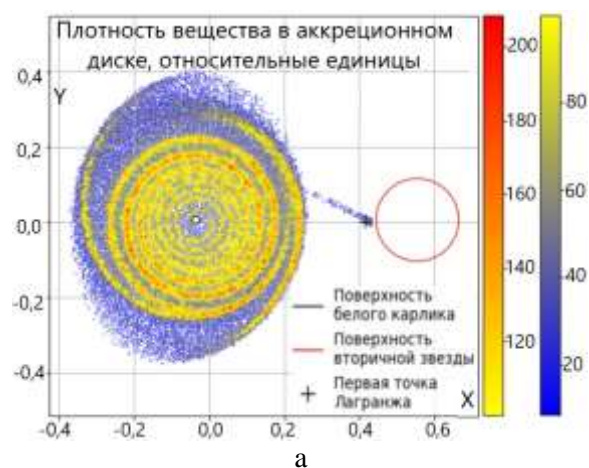 Плотность вещества в аккреционном
диске, относительные единицы
Y
0,4
0,2
0,0
-0,2
-0,4
Поверхность
белого карлика
Поверхность
вторичной звезды
Первая точка
Лагранжа
X
-0,4 -0,2 0,0 0,2 0,4 0,6
200
180
160
140
120
80
60
40
20
а